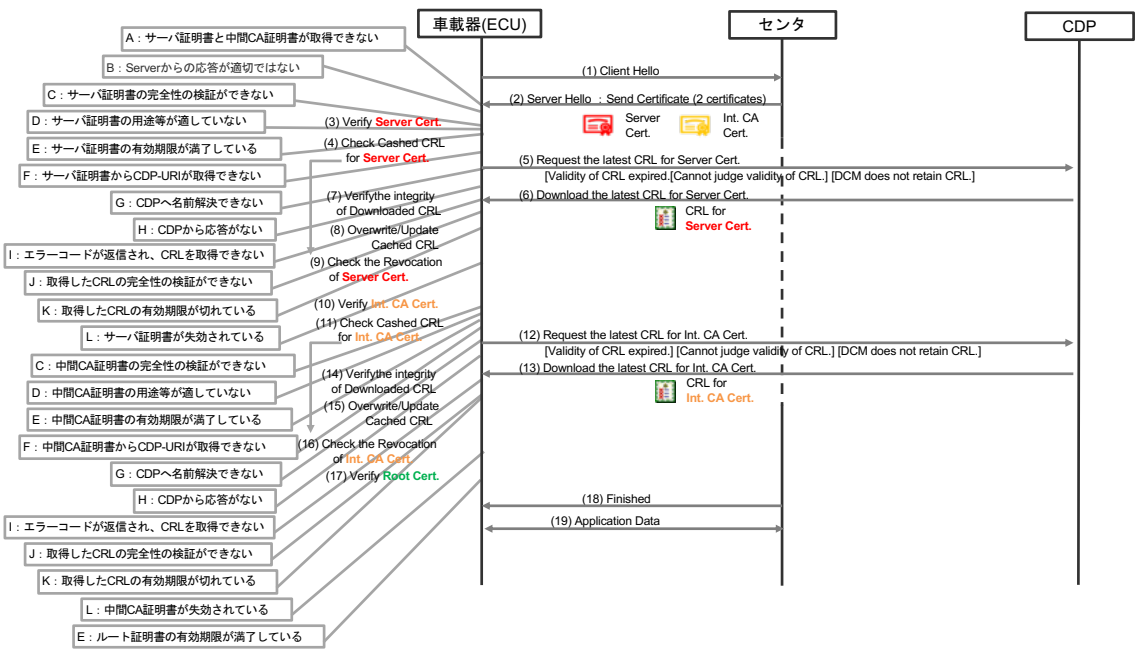 車載器(ECU)
センタ
CDP
A：サーバ証明書と中間CA証明書が取得できない
B：Serverからの応答が適切ではない
C：サーバ証明書の完全性の検証ができない
D：サーバ証明書の用途等が適していない
E：サーバ証明書の有効期限が満了している
F：サーバ証明書からCDP-URIが取得できない
G：CDPへ名前解決できない
H：CDPから応答がない
I：エラーコードが返信され、CRLを取得できない
J：取得したCRLの完全性の検証ができない
K：取得したCRLの有効期限が切れている
L：サーバ証明書が失効されている
C：中間CA証明書の完全性の検証ができない
D：中間CA証明書の用途等が適していない
E：中間CA証明書の有効期限が満了している
F：中間CA証明書からCDP-URIが取得できない
G：CDPへ名前解決できない
H：CDPから応答がない
I：エラーコードが返信され、CRLを取得できない
J：取得したCRLの完全性の検証ができない
K：取得したCRLの有効期限が切れている
L：中間CA証明書が失効されている
E：ルート証明書の有効期限が満了している
(1) Client Hello
(2) Server Hello ：Send Certificate (2 certificates)
Server
Cert.
Int. CA
Cert.
(3) Verify Server Cert.
(4) Check Cashed CRL
for Server Cert.
(5) Request the latest CRL for Server Cert.
[Validity of CRL expired.[Cannot judge validity of CRL.] [DCM does not retain CRL.]
(6) Download the latest CRL for Server Cert.
CRL for
Server Cert.
(7) Verifythe integrity
of Downloaded CRL
(8) Overwrite/Update
Cached CRL
(9) Check the Revocation
of Server Cert.
(10) Verify Int. CA Cert.
(11) Check Cashed CRL
for Int. CA Cert.
(12) Request the latest CRL for Int. CA Cert.
[Validity of CRL expired.] [Cannot judge validity of CRL.] [DCM does not retain CRL.]
(13) Download the latest CRL for Int. CA Cert.
CRL for
Int. CA Cert.
(14) Verifythe integrity
of Downloaded CRL
(15) Overwrite/Update
Cached CRL
(16) Check the Revocation
of Int. CA Cert.
(17) Verify Root Cert.
(18) Finished
(19) Application Data